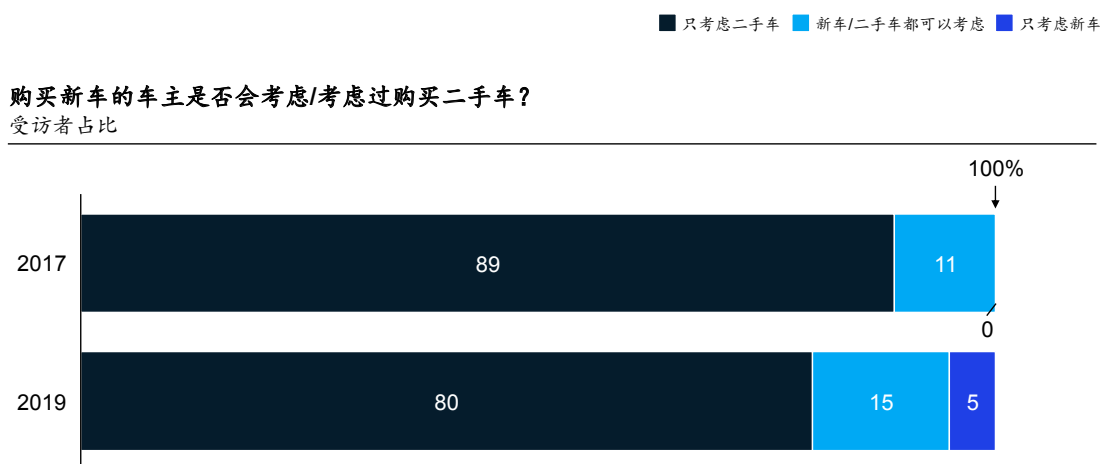 只考虑二手车 新车/二手车都可以考虑 只考虑新车
购买新车的车主是否会考虑/考虑过购买二手车？
受访者占比
100%
2017 89 11
0
2019 80 15 5